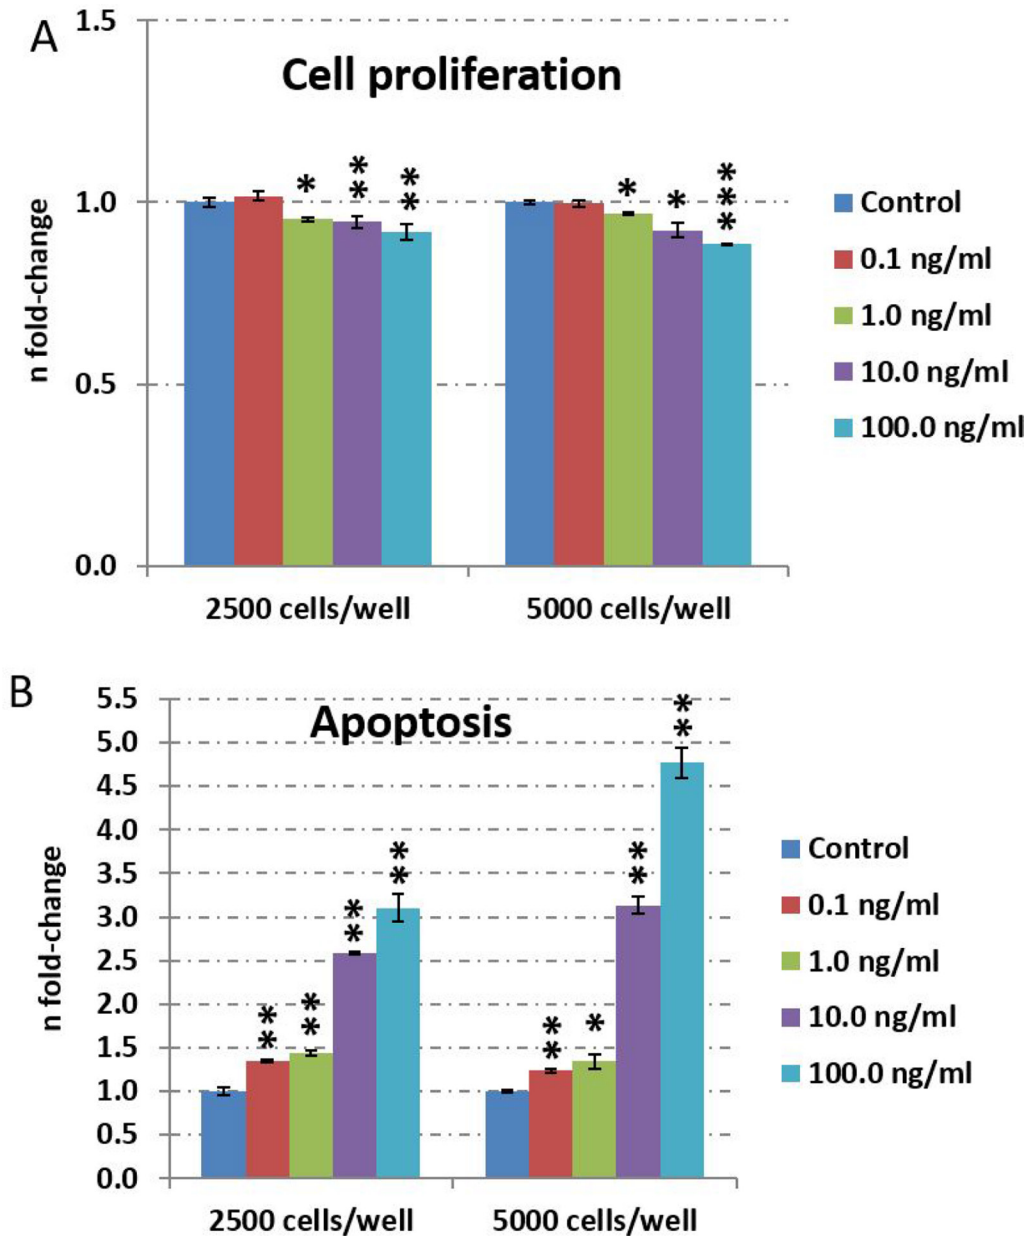 A
Cell proliferation
1.5
1.0
0.5
0.0
n fold-change
*
**
**
*
*
***
2500 cells/well
5000 cells/well
Control
0.1 ng/ml
1.0 ng/ml
10.0 ng/ml
100.0 ng/ml
B
Apoptosis
5.5
5.0
4.5
4.0
3.5
3.0
2.5
2.0
1.5
1.0
0.5
0.0
n fold-change
**
**
**
**
**
*
**
**
2500 cells/well
5000 cells/well
Control
0.1 ng/ml
1.0 ng/ml
10.0 ng/ml
100.0 ng/ml